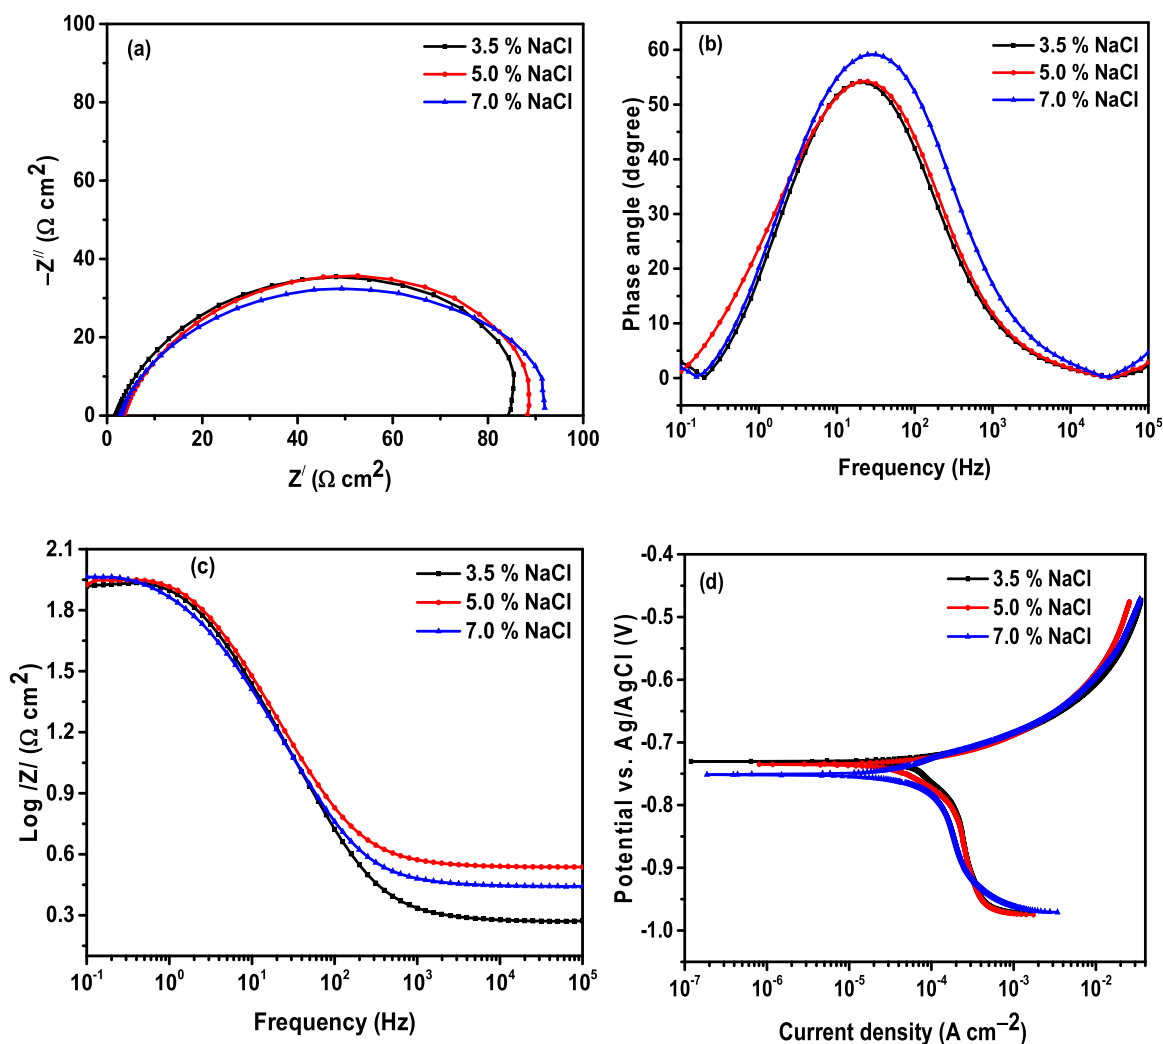 (a)
3.5 % NaCl
5.0 % NaCl
7.0 % NaCl
–Z// (Ω cm2)
100
80
60
40
20
0
0 20 40 60 80 100
Z/ (Ω cm2)
(b)
3.5 % NaCl
5.0 % NaCl
7.0 % NaCl
Phase angle (degree)
60
50
40
30
20
10
0
10-1 100 101 102 103 104 105
Frequency (Hz)
(c)
3.5 % NaCl
5.0 % NaCl
7.0 % NaCl
Log /Z/ (Ω cm2)
2.1
1.8
1.5
1.2
0.9
0.6
0.3
10-1 100 101 102 103 104 105
Frequency (Hz)
(d)
3.5 % NaCl
5.0 % NaCl
7.0 % NaCl
Potential vs. Ag/AgCl (V)
-0.4
-0.5
-0.6
-0.7
-0.8
-0.9
-1.0
10-7 10-6 10-5 10-4 10-3 10-2
Current density (A cm–2)